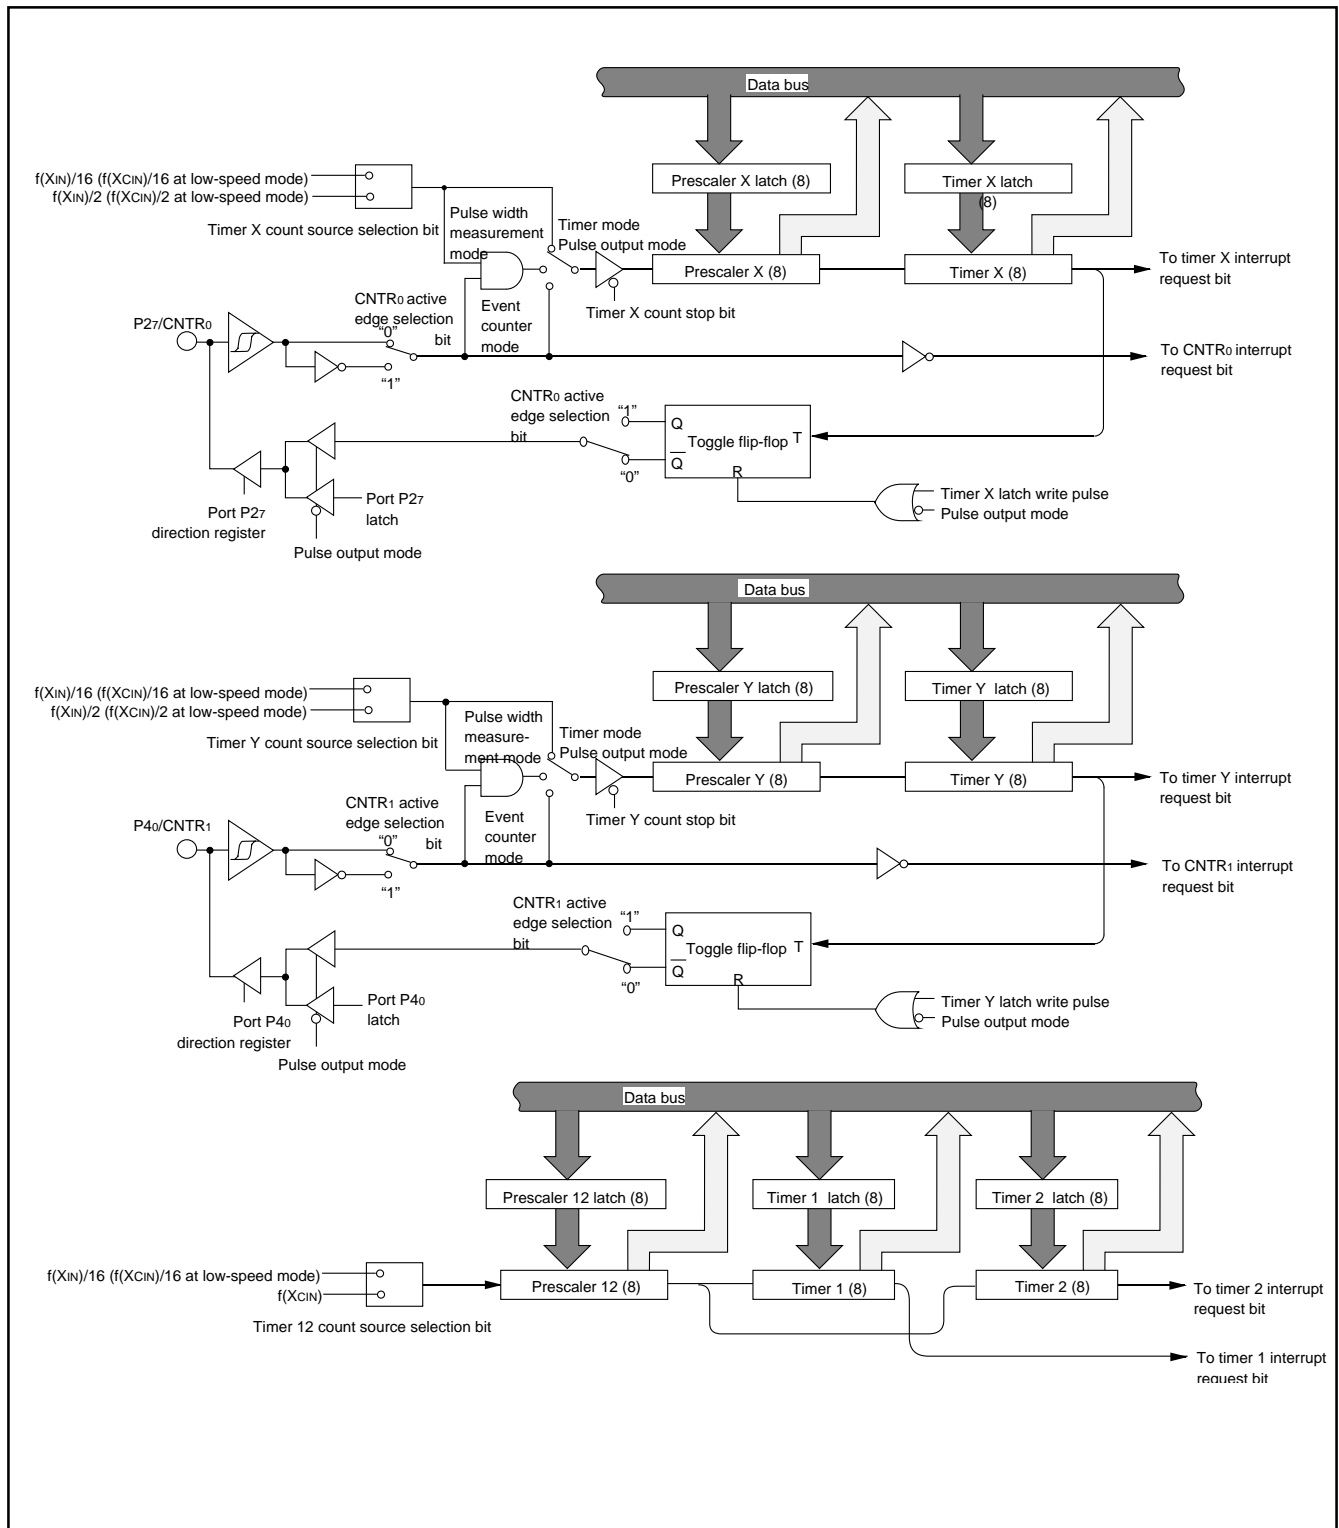 Data bus
Prescaler X latch (8)
Timer X latch
(8)
f(XIN)/16 (f(XCIN)/16 at low-speed mode)
f(XIN)/2 (f(XCIN)/2 at low-speed mode)
Timer X count source selection bit
Pulse width
measurement
mode
Timer mode
Pulse output mode
Prescaler X (8)
Timer X (8)
To timer X interrupt
request bit
Timer X count stop bit
P27/CNTR0
CNTR0 active
edge selection
bit
"0"
"1"
Event
counter
mode
To CNTR0 interrupt
request bit
CNTR0 active
edge selection
bit
"1"
"0"
Q
Toggle flip-flop
T
Q
R
Port P27
latch
Port P27
direction register
Pulse output mode
Timer X latch write pulse
Pulse output mode
Data bus
Prescaler Y latch (8)
Timer Y latch (8)
f(XIN)/16 (f(XCIN)/16 at low-speed mode)
f(XIN)/2 (f(XCIN)/2 at low-speed mode)
Timer Y count source selection bit
Pulse width
measure-
ment mode
Timer mode
Pulse output mode
Prescaler Y (8)
Timer Y (8)
To timer Y interrupt
request bit
Timer Y count stop bit
P40/CNTR1
CNTR1 active
edge selection
bit
"0"
"1"
Event
counter
mode
To CNTR1 interrupt
request bit
CNTR1 active
edge selection
bit
"1"
"0"
Q
Toggle flip-flop
T
Q
R
Port P40
latch
Port P40
direction register
Pulse output mode
Timer Y latch write pulse
Pulse output mode
Data bus
Prescaler 12 latch (8)
Timer 1 latch (8)
Timer 2 latch (8)
f(XIN)/16 (f(XCIN)/16 at low-speed mode)
f(XCIN)
Timer 12 count source selection bit
Prescaler 12 (8)
Timer 1 (8)
Timer 2 (8)
To timer 2 interrupt
request bit
To timer 1 interrupt
request bit